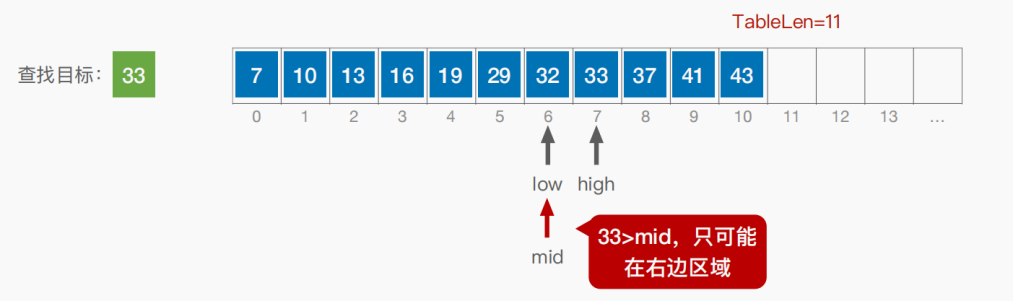 TableLen=11
查找目标： 33 7 10 13 16 19 29 32 33 37 41 43
0 1 2 3 4 5 6 7 8 9 10 11 12 13 ...
low high
33>mid，只可能
在右边区域
mid